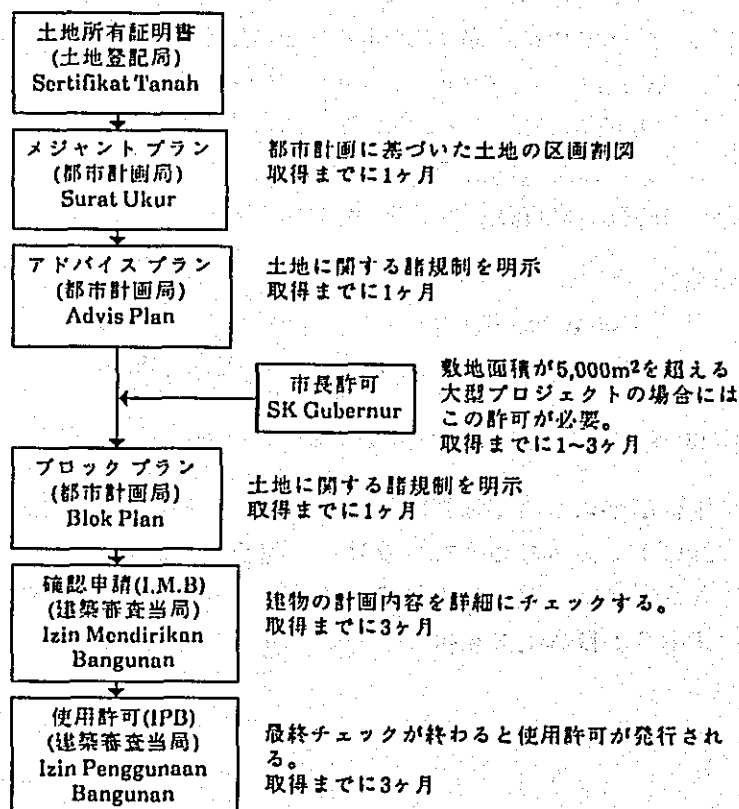 土地所有証明書
(土地登記局)
Sertifikat Tanah
メジャント プラン
(都市計画局)
Surat Ukur
都市計画に基づいた土地の区画割図
取得までに1ヶ月
アドバイス プラン
(都市計画局)
Advis Plan
土地に関する諸規制を明示
取得までに1ヶ月
市長許可
SK Gubernur
敷地面積が5,000m²を超える
大型プロジェクトの場合には
この許可が必要。
取得までに1~3ヶ月
ブロック プラン
(都市計画局)
Blok Plan
土地に関する諸規制を明示
取得までに1ヶ月
確認申請(I.M.B)
(建築審査当局)
Izin Mendirikan
Bangunan
建物の計画内容を詳細にチェックする。
取得までに3ヶ月
使用許可(IPB)
(建築審査当局)
Izin Penggunaan
Bangunan
最終チェックが終わると使用許可が発行され
る。
取得までに3ヶ月